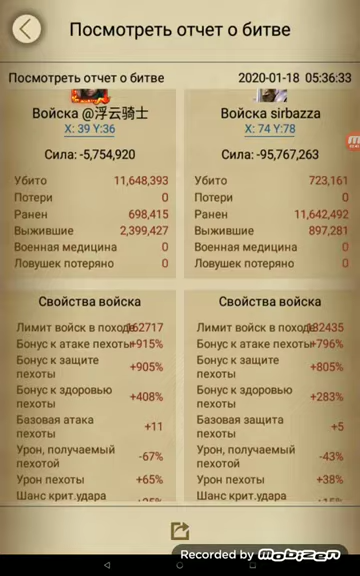 Посмотреть отчет о битве
Посмотреть отчет о битве 2020-01-18 05:36:33
Войска @浮云骑士
X: 39 Y:36
Сила: -5,754,920
Убито 11,648,393
Потери 0
Ранен 698,415
Выжившие 2,399,427
Военная медицина 0
Ловушек потеряно 0
Войска sirbazza
X: 74 Y:78
Сила: -95,767,263
Убито 723,161
Потери 0
Ранен 11,642,492
Выжившие 897,281
Военная медицина 0
Ловушек потеряно 0
Свойства войска
Лимит войск в походе 162717
Бонус к атаке пехоты +915%
Бонус к защите
пехоты +905%
Бонус к здоровью
пехоты +408%
Базовая атака
пехоты +11
Урон, получаемый
пехотой -67%
Урон пехоты +65%
Шанс крит.удара
Свойства войска
Лимит войск в походе 182435
Бонус к атаке пехоты +796%
Бонус к защите
пехоты +805%
Бонус к здоровью
пехоты +283%
Базовая защита
пехоты +5
Урон, получаемый
пехотой -43%
Урон пехоты +38%
Шанс крит.удара
Recorded by mobizen